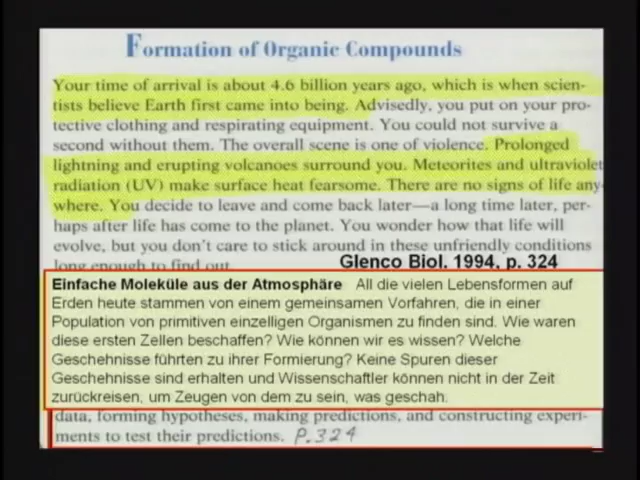 Formation of Organic Compounds
Your time of arrival is about 4.6 billion years ago, which is when scien-
tists believe Earth first came into being. Advisedly, you put on your pro-
tective clothing and respirating equipment. You could not survive a
second without them. The overall scene is one of violence. Prolonged
lightning and erupting volcanoes surround you. Meteorites and ultraviolet
radiation (UV) make surface heat fearsome. There are no signs of life any-
where. You decide to leave and come back later—a long time later, per-
haps after life has come to the planet. You wonder how that life will
evolve, but you don't care to stick around in these unfriendly conditions
long enough to find out.
Glenco Biol. 1994, p. 324
Einfache Moleküle aus der Atmosphäre All die vielen Lebensformen auf
Erden heute stammen von einem gemeinsamen Vorfahren, die in einer
Population von primitiven einzelligen Organismen zu finden sind. Wie waren
diese ersten Zellen beschaffen? Wie können wir es wissen? Welche
Geschehnisse führten zu ihrer Formierung? Keine Spuren dieser
Geschehnisse sind erhalten und Wissenschaftler können nicht in der Zeit
zurückreisen, um Zeugen von dem zu sein, was geschah.
data, forming hypotheses, making predictions, and constructing experi-
ments to test their predictions. P.324